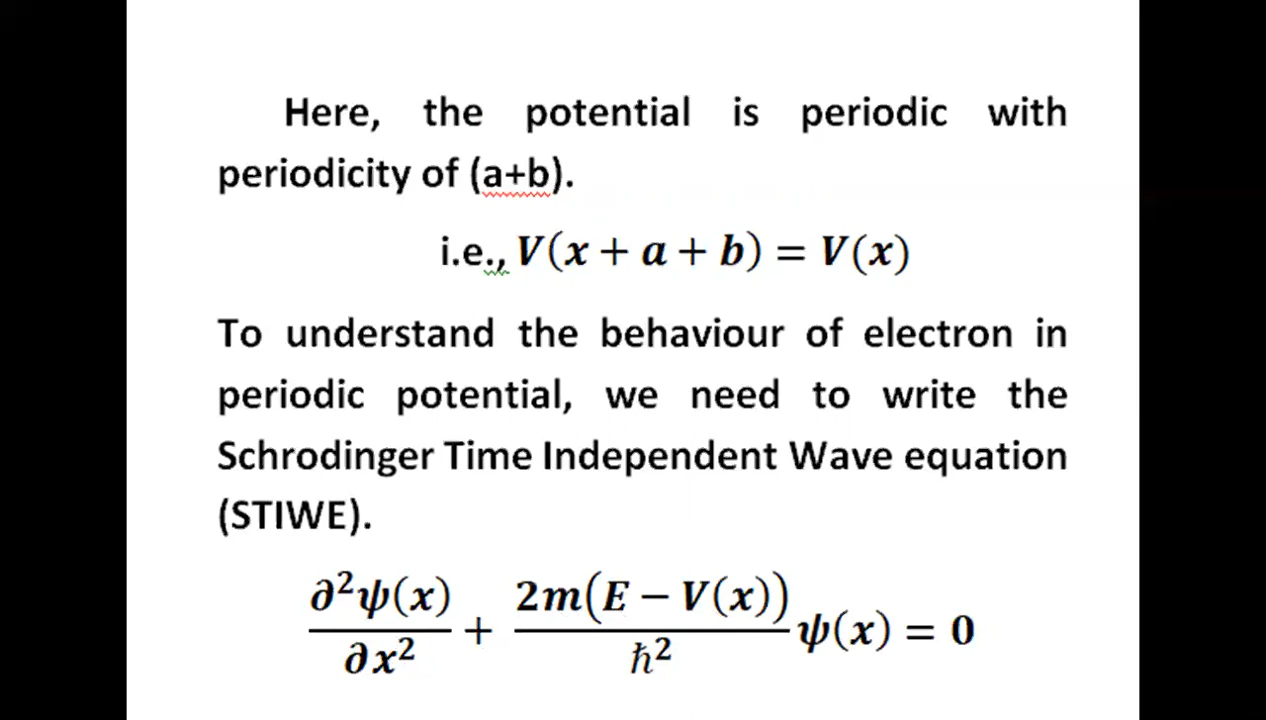 Here, the potential is periodic with
periodicity of (a+b).
i.e., V(x + a + b) = V(x)
To understand the behaviour of electron in
periodic potential, we need to write the
Schrodinger Time Independent Wave equation
(STIWE).
∂²ψ(x)/∂x² + 2m(E − V(x))/ℏ² ψ(x) = 0